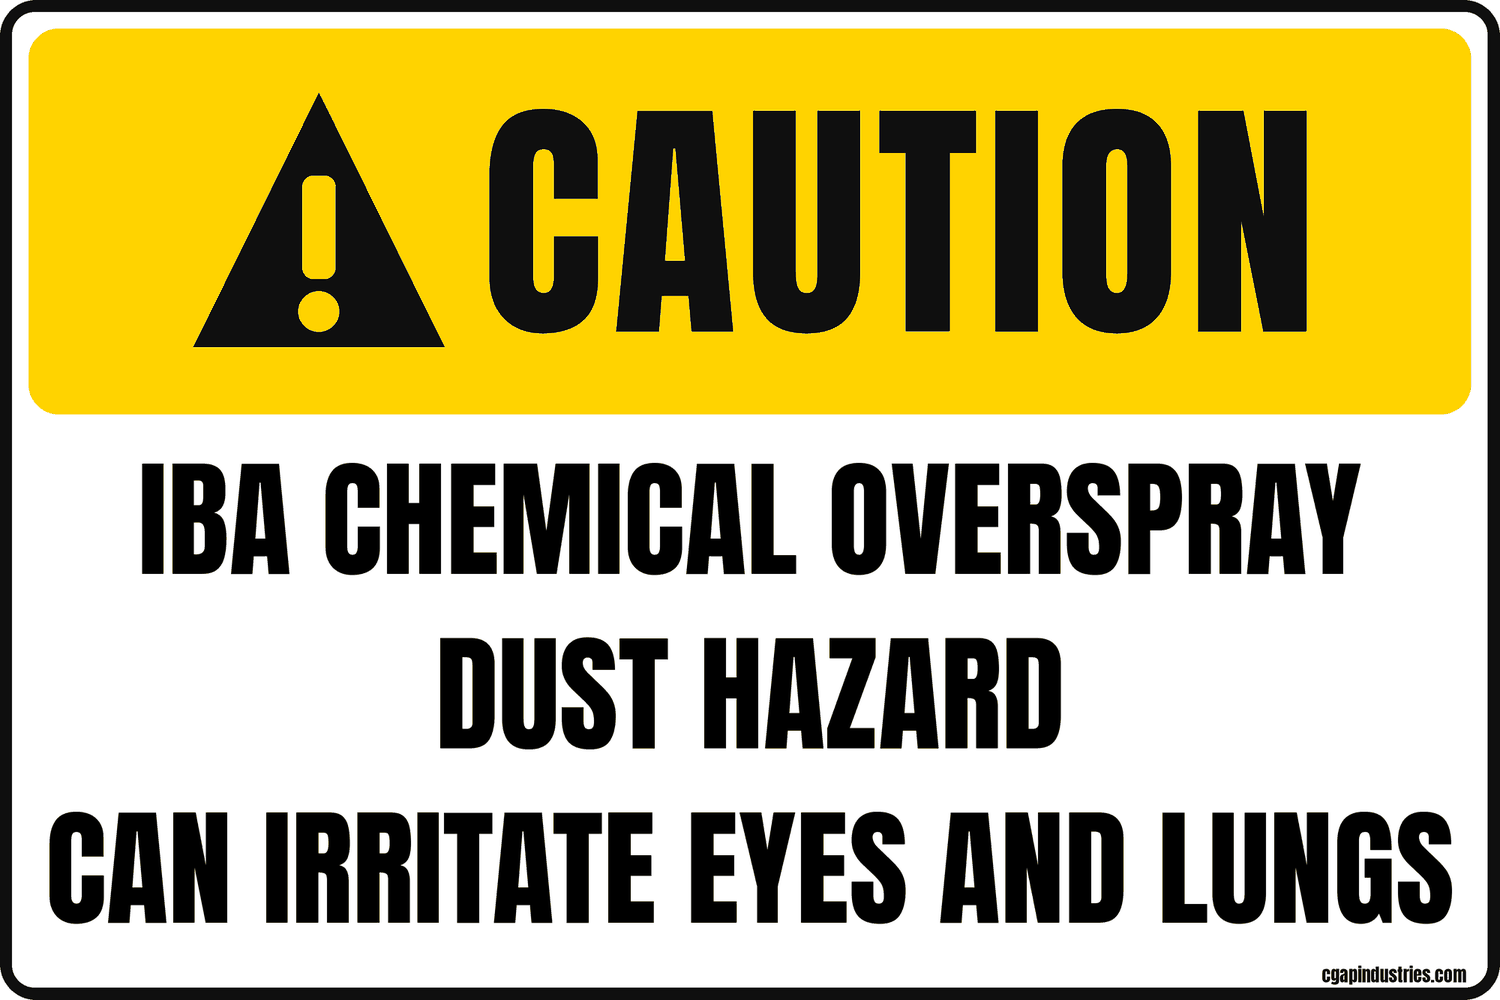 CAUTION
IBA CHEMICAL OVERSPRAY
DUST HAZARD
CAN IRRITATE EYES AND LUNGS
cgapindustries.com